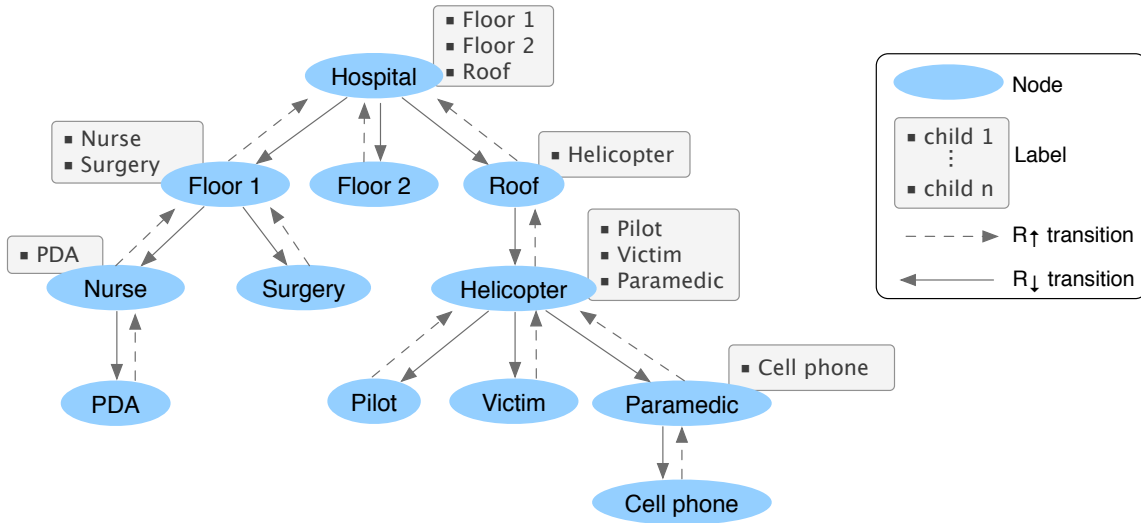 Hospital
▪ Floor 1
▪ Floor 2
▪ Roof
▪ Nurse
▪ Surgery
Floor 1
Floor 2
Roof
▪ Helicopter
▪ PDA
Nurse
Surgery
Helicopter
▪ Pilot
▪ Victim
▪ Paramedic
PDA
Pilot
Victim
Paramedic
▪ Cell phone
Cell phone
Node
▪ child 1
⋮
▪ child n
Label
R↑ transition
R↓ transition